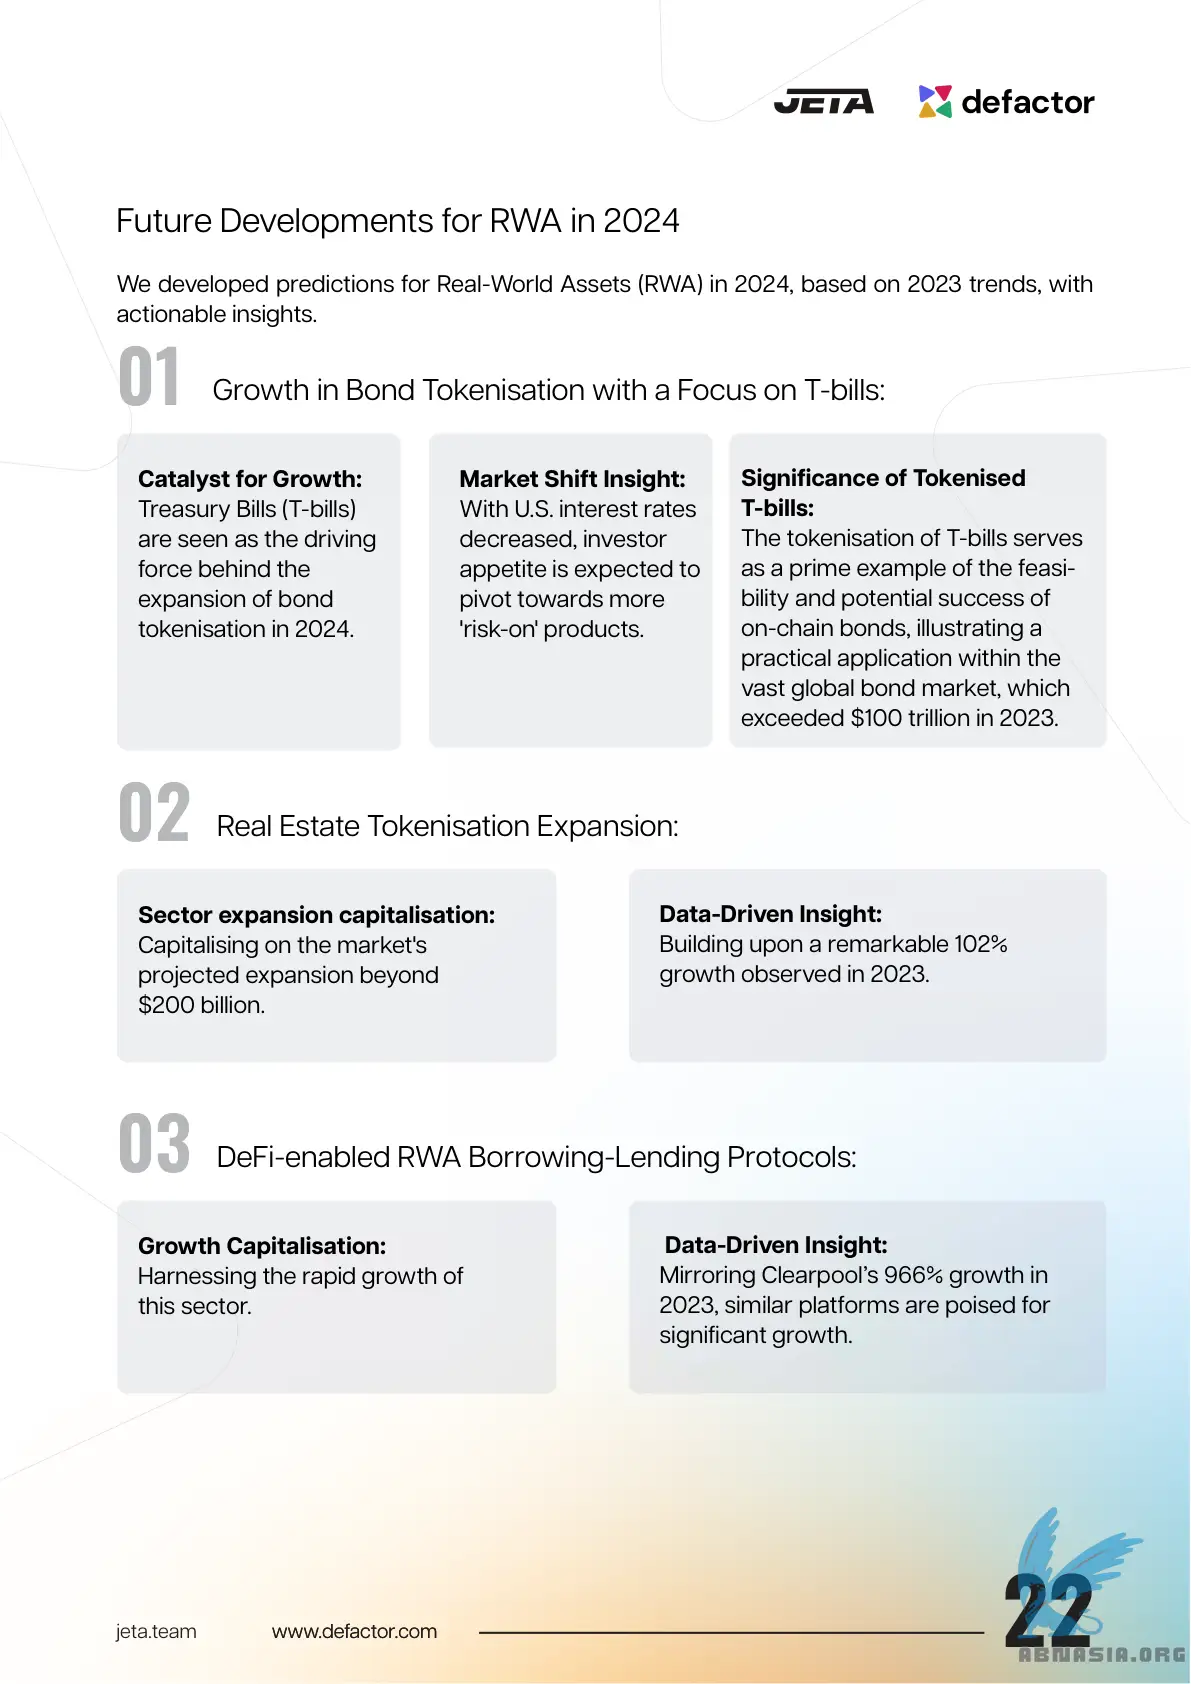 JETA defactor
Future Developments for RWA in 2024
We developed predictions for Real-World Assets (RWA) in 2024, based on 2023 trends, with
actionable insights.
01 Growth in Bond Tokenisation with a Focus on T-bills:
Catalyst for Growth:
Treasury Bills (T-bills)
are seen as the driving
force behind the
expansion of bond
tokenisation in 2024.
Market Shift Insight:
With U.S. interest rates
decreased, investor
appetite is expected to
pivot towards more
'risk-on' products.
Significance of Tokenised
T-bills:
The tokenisation of T-bills serves
as a prime example of the feasi-
bility and potential success of
on-chain bonds, illustrating a
practical application within the
vast global bond market, which
exceeded $100 trillion in 2023.
02 Real Estate Tokenisation Expansion:
Sector expansion capitalisation:
Capitalising on the market's
projected expansion beyond
$200 billion.
Data-Driven Insight:
Building upon a remarkable 102%
growth observed in 2023.
03 DeFi-enabled RWA Borrowing-Lending Protocols:
Growth Capitalisation:
Harnessing the rapid growth of
this sector.
Data-Driven Insight:
Mirroring Clearpool’s 966% growth in
2023, similar platforms are poised for
significant growth.
jeta.team www.defactor.com 22
ABNASIA.ORG